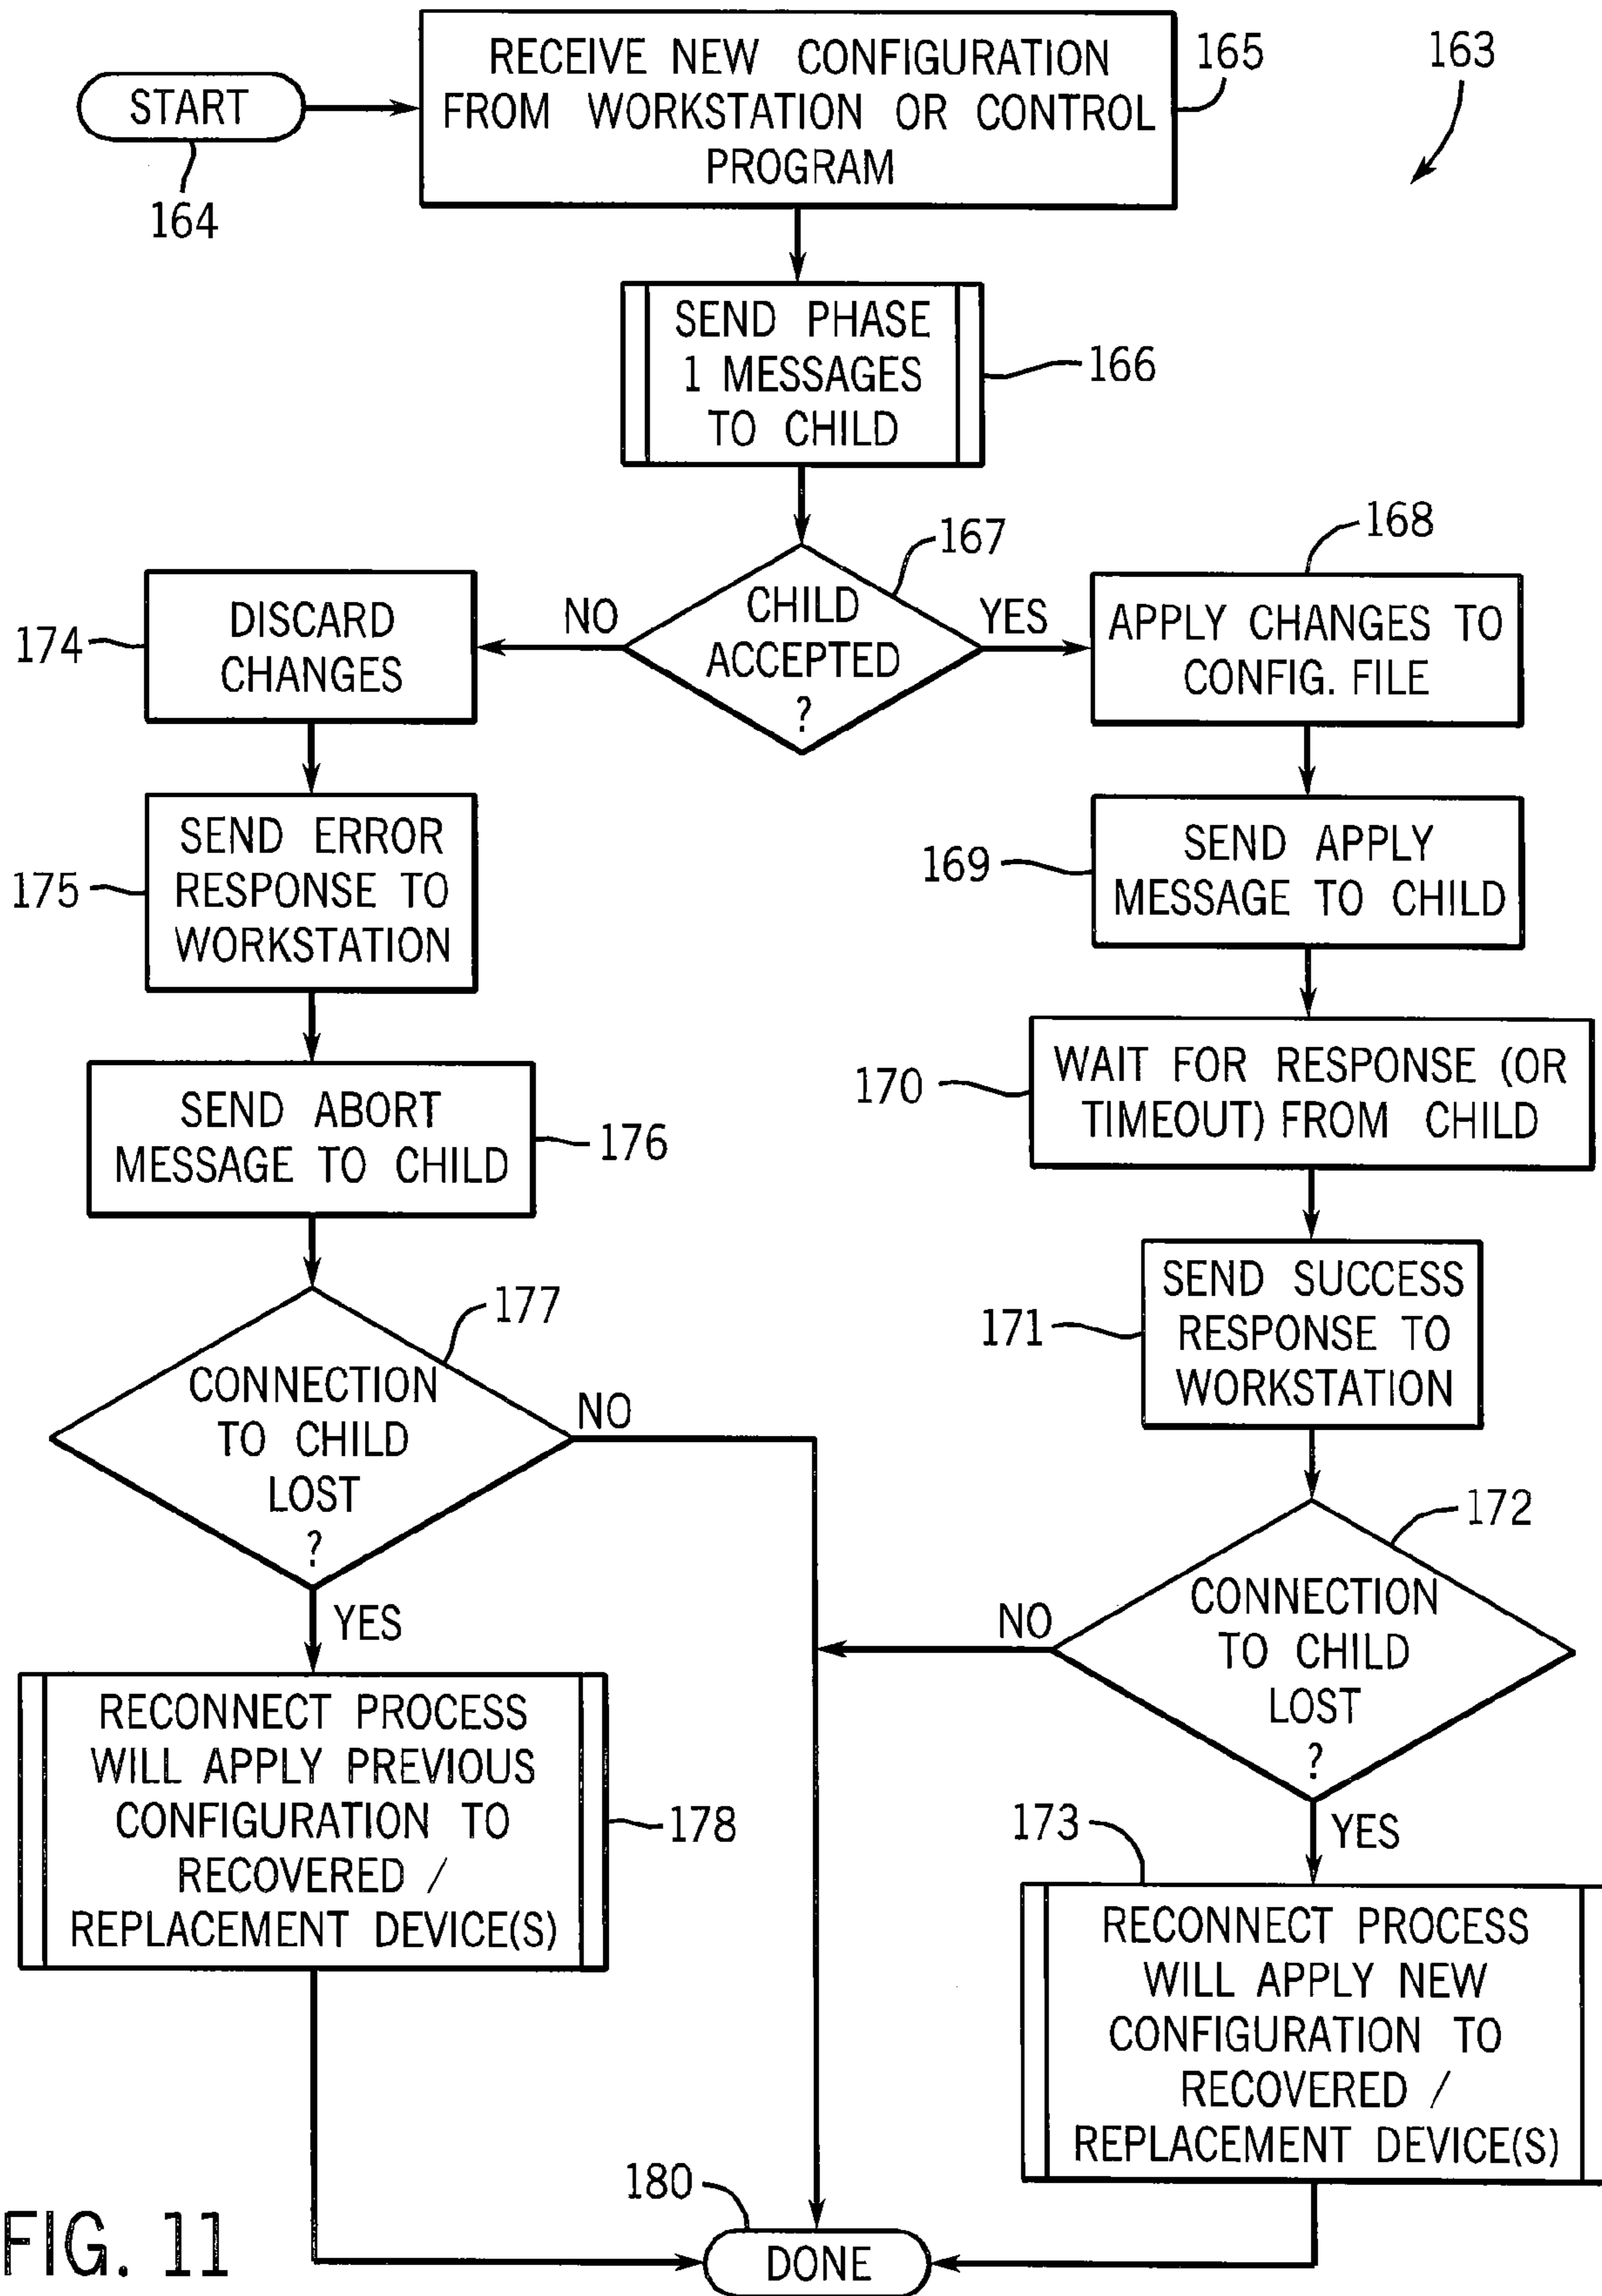 RECEIVE NEW CONFIGURATION
FROM WORKSTATION OR CONTROL
PROGRAM
165
163
START
164
SEND PHASE
1 MESSAGES
TO CHILD
166
167
CHILD
ACCEPTED
?
NO
YES
168
APPLY CHANGES TO
CONFIG. FILE
174
DISCARD
CHANGES
169
SEND APPLY
MESSAGE TO CHILD
175
SEND ERROR
RESPONSE TO
WORKSTATION
170
WAIT FOR RESPONSE (OR
TIMEOUT) FROM CHILD
SEND ABORT
MESSAGE TO CHILD
176
171
SEND SUCCESS
RESPONSE TO
WORKSTATION
177
CONNECTION
TO CHILD
LOST
?
NO
YES
172
CONNECTION
TO CHILD
LOST
?
NO
YES
RECONNECT PROCESS
WILL APPLY PREVIOUS
CONFIGURATION TO
RECOVERED /
REPLACEMENT DEVICE(S)
178
173
RECONNECT PROCESS
WILL APPLY NEW
CONFIGURATION TO
RECOVERED /
REPLACEMENT DEVICE(S)
180
DONE
FIG. 11